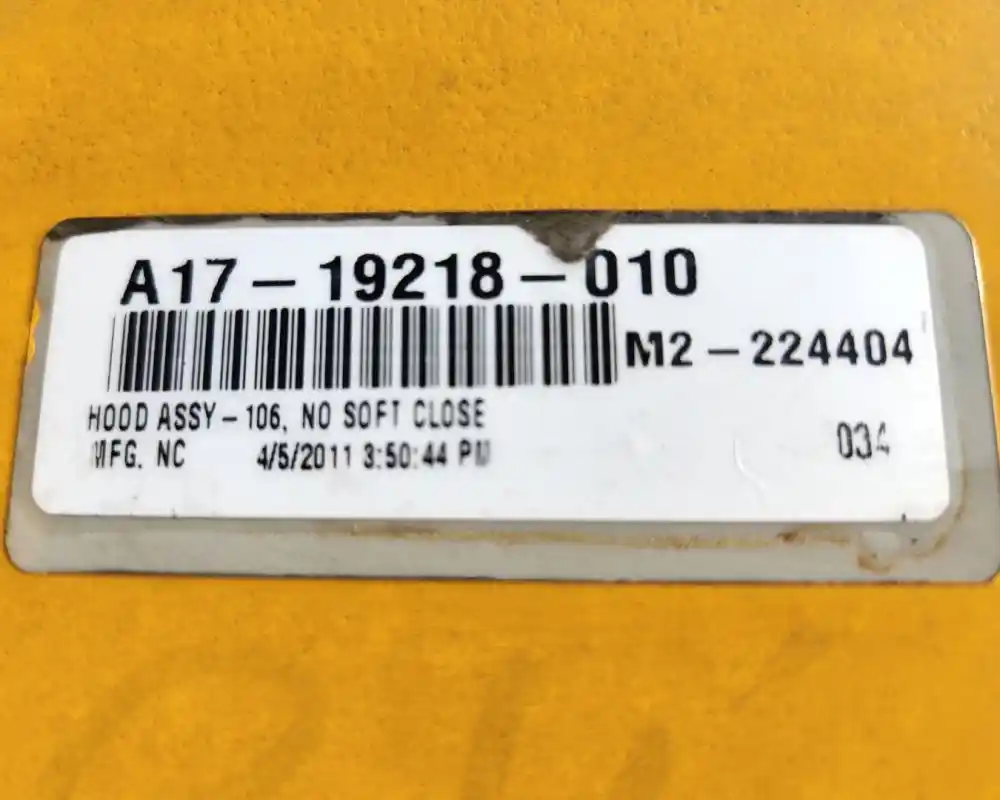 A17-19218-010
M2-224404
HOOD ASSY-106, NO SOFT CLOSE
MFG. NC 4/5/2011 3:50:44 PM
034